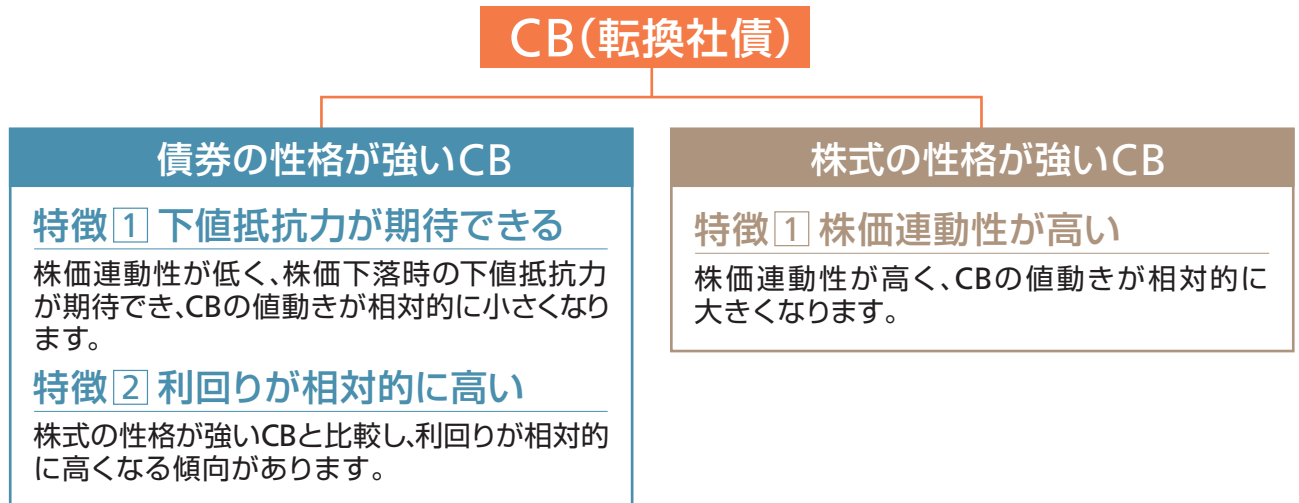 CB(転換社債)
債券の性格が強いCB
特徴1 下値抵抗力が期待できる
株価連動性が低く、株価下落時の下値抵抗力
が期待でき、CBの値動きが相対的に小さくなり
ます。
特徴2 利回りが相対的に高い
株式の性格が強いCBと比較し、利回りが相対的
に高くなる傾向があります。
株式の性格が強いCB
特徴1 株価連動性が高い
株価連動性が高く、CBの値動きが相対的に
大きくなります。